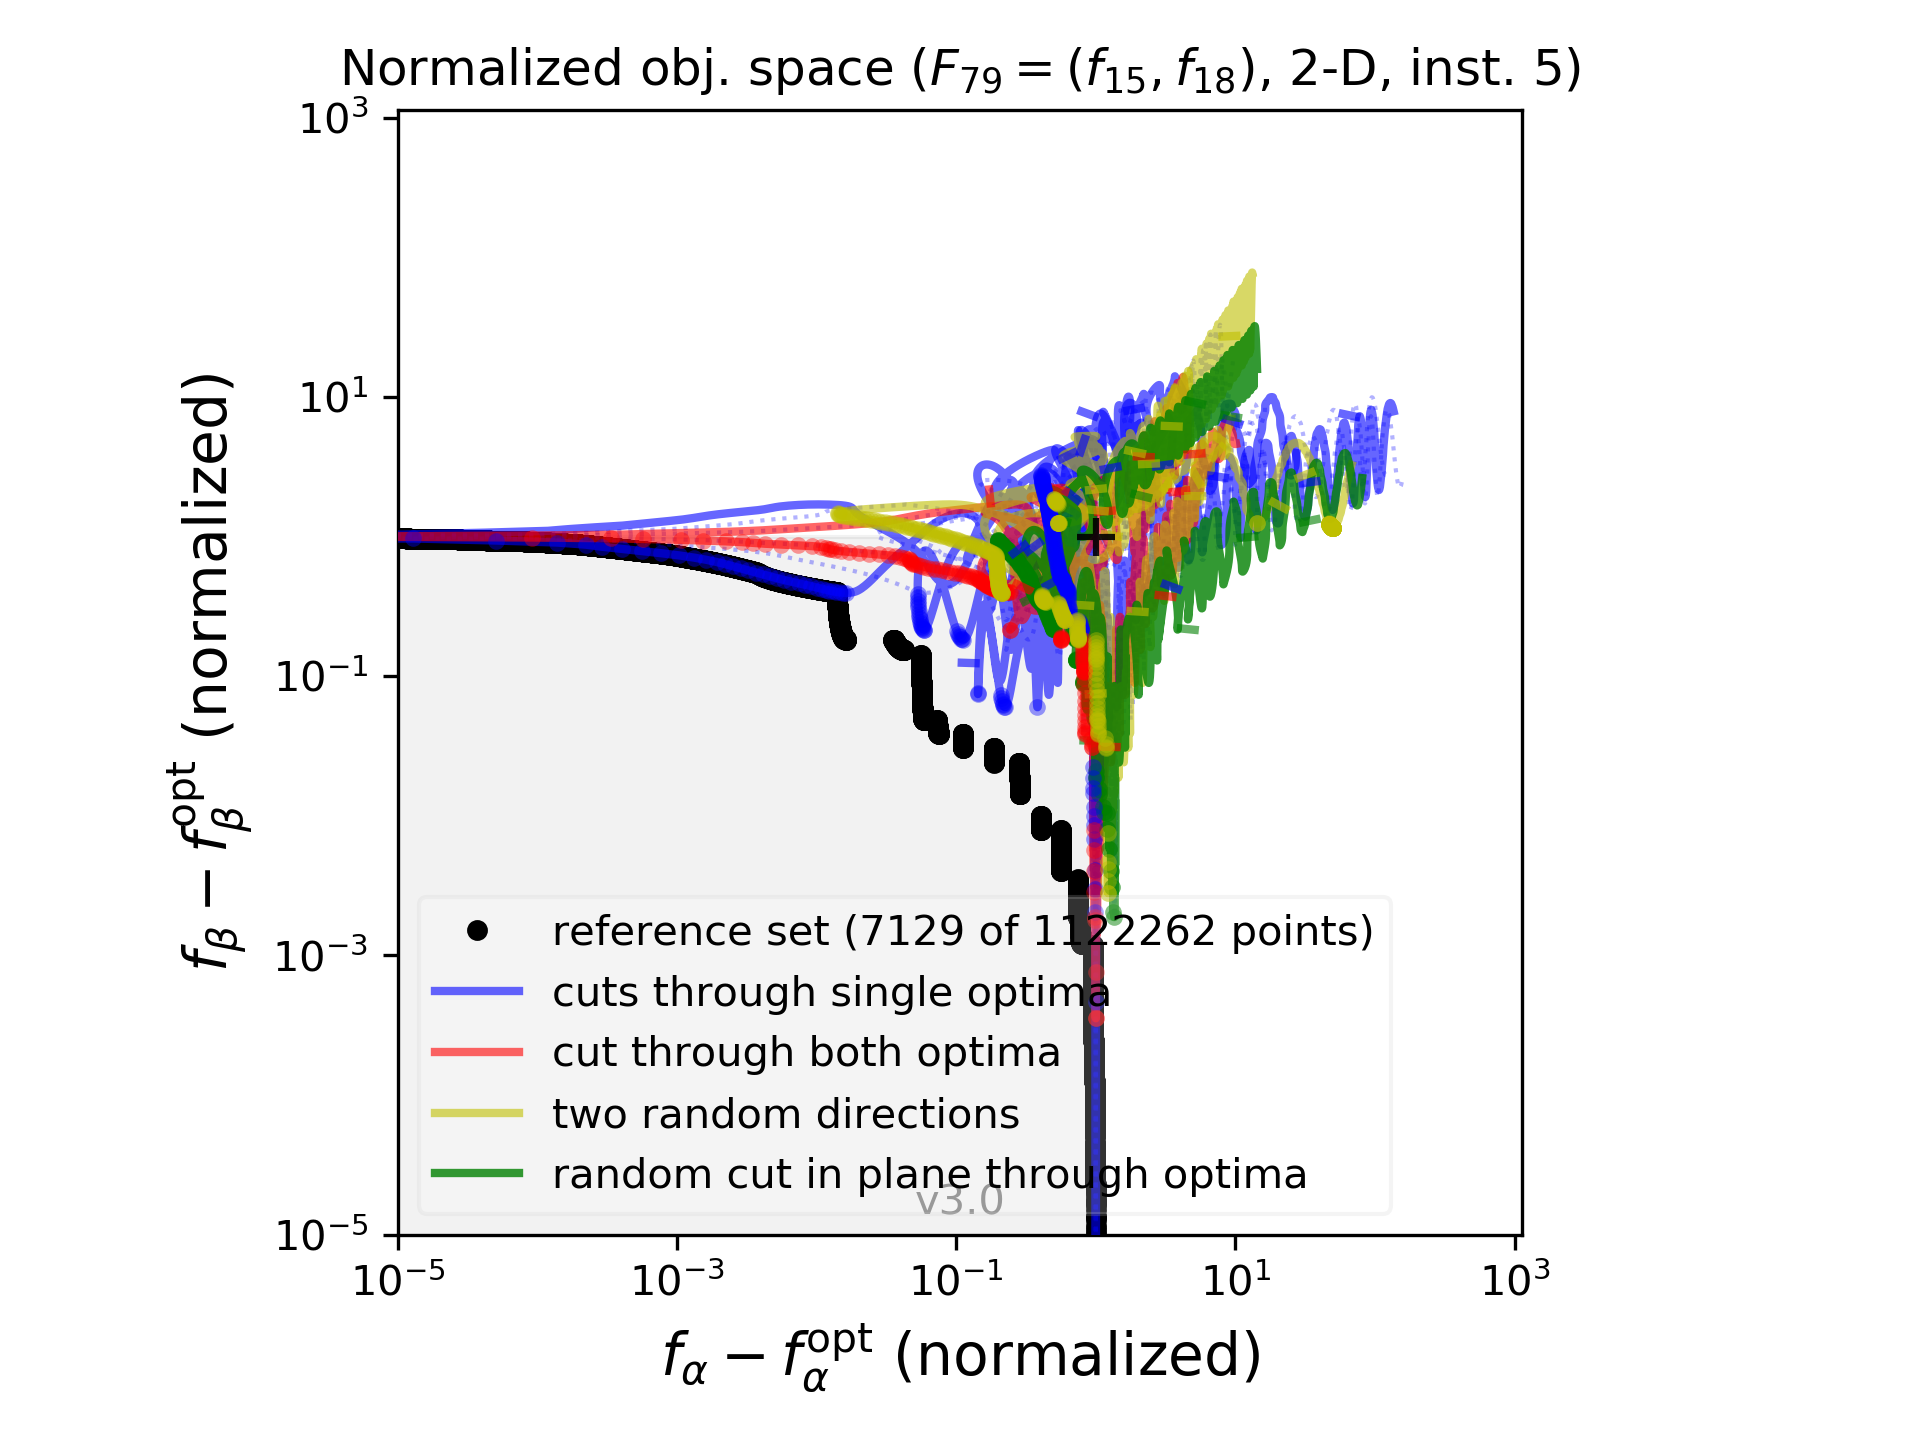 Normalized obj. space (F₇₉ = (f₁₅, f₁₈), 2-D, inst. 5)
10³
10¹
10⁻¹
10⁻³
10⁻⁵
f_β − f_β^opt (normalized)
reference set (7129 of 1122262 points)
cuts through single optima
cut through both optima
two random directions
random cut in plane through optima
v3.0
10⁻⁵
10⁻³
10⁻¹
10¹
10³
f_α − f_α^opt (normalized)